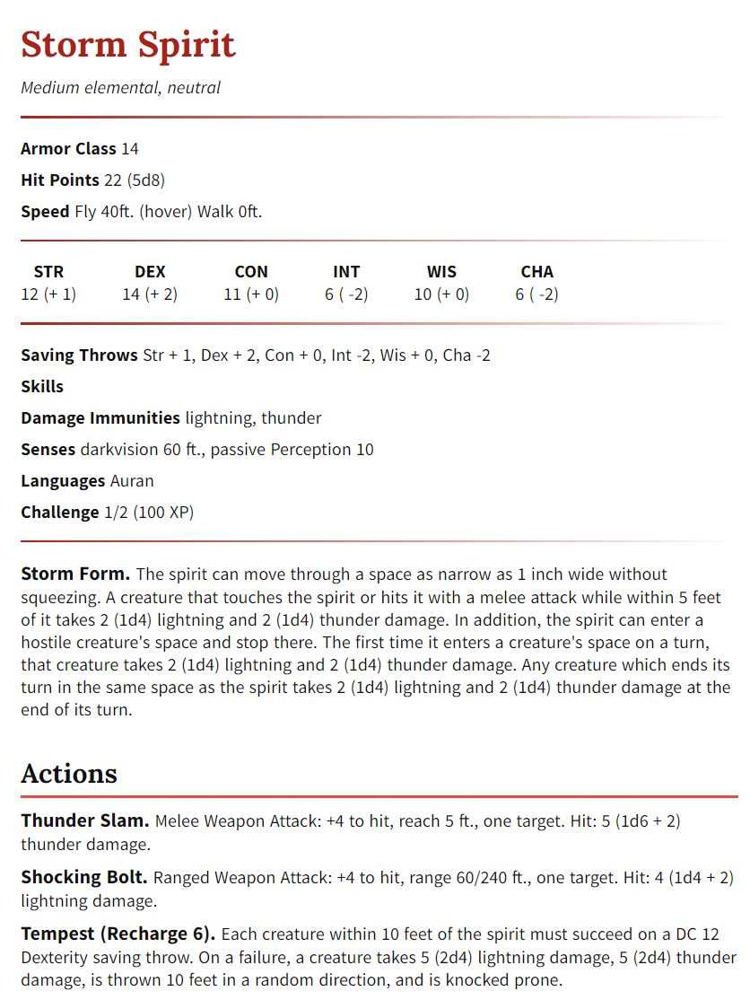 Storm Spirit
Medium elemental, neutral
Armor Class 14
Hit Points 22 (5d8)
Speed Fly 40ft. (hover) Walk 0ft.
STR DEX CON INT WIS CHA
12 (+ 1) 14 (+ 2) 11 (+ 0) 6 ( -2) 10 (+ 0) 6 ( -2)
Saving Throws Str + 1, Dex + 2, Con + 0, Int -2, Wis + 0, Cha -2
Skills
Damage Immunities lightning, thunder
Senses darkvision 60 ft., passive Perception 10
Languages Auran
Challenge 1/2 (100 XP)
Storm Form. The spirit can move through a space as narrow as 1 inch wide without
squeezing. A creature that touches the spirit or hits it with a melee attack while within 5 feet
of it takes 2 (1d4) lightning and 2 (1d4) thunder damage. In addition, the spirit can enter a
hostile creature's space and stop there. The first time it enters a creature's space on a turn,
that creature takes 2 (1d4) lightning and 2 (1d4) thunder damage. Any creature which ends its
turn in the same space as the spirit takes 2 (1d4) lightning and 2 (1d4) thunder damage at the
end of its turn.
Actions
Thunder Slam. Melee Weapon Attack: +4 to hit, reach 5 ft., one target. Hit: 5 (1d6 + 2)
thunder damage.
Shocking Bolt. Ranged Weapon Attack: +4 to hit, range 60/240 ft., one target. Hit: 4 (1d4 + 2)
lightning damage.
Tempest (Recharge 6). Each creature within 10 feet of the spirit must succeed on a DC 12
Dexterity saving throw. On a failure, a creature takes 5 (2d4) lightning damage, 5 (2d4) thunder
damage, is thrown 10 feet in a random direction, and is knocked prone.